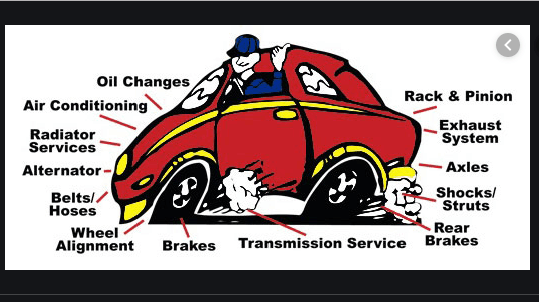 Oil Changes
Air Conditioning
Radiator
Services
Alternator
Belts/
Hoses
Wheel
Alignment
Brakes
Transmission Service
Rear
Brakes
Shocks/
Struts
Axles
Exhaust
System
Rack & Pinion